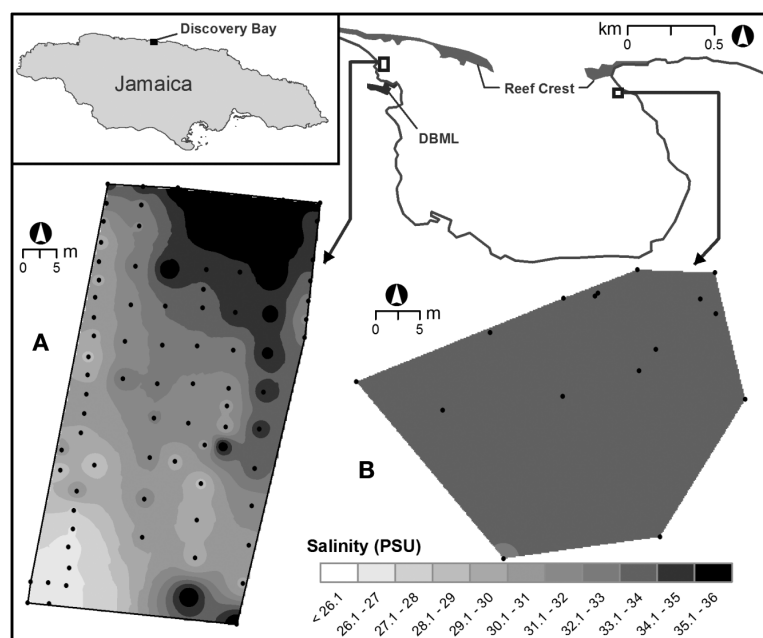 Discovery Bay
Jamaica
km
0 0.5
Reef Crest
DBML
m
0 5
A
m
0 5
B
Salinity (PSU)
< 26.1
26.1 - 27
27.1 - 28
28.1 - 29
29.1 - 30
30.1 - 31
31.1 - 32
32.1 - 33
33.1 - 34
34.1 - 35
35.1 - 36